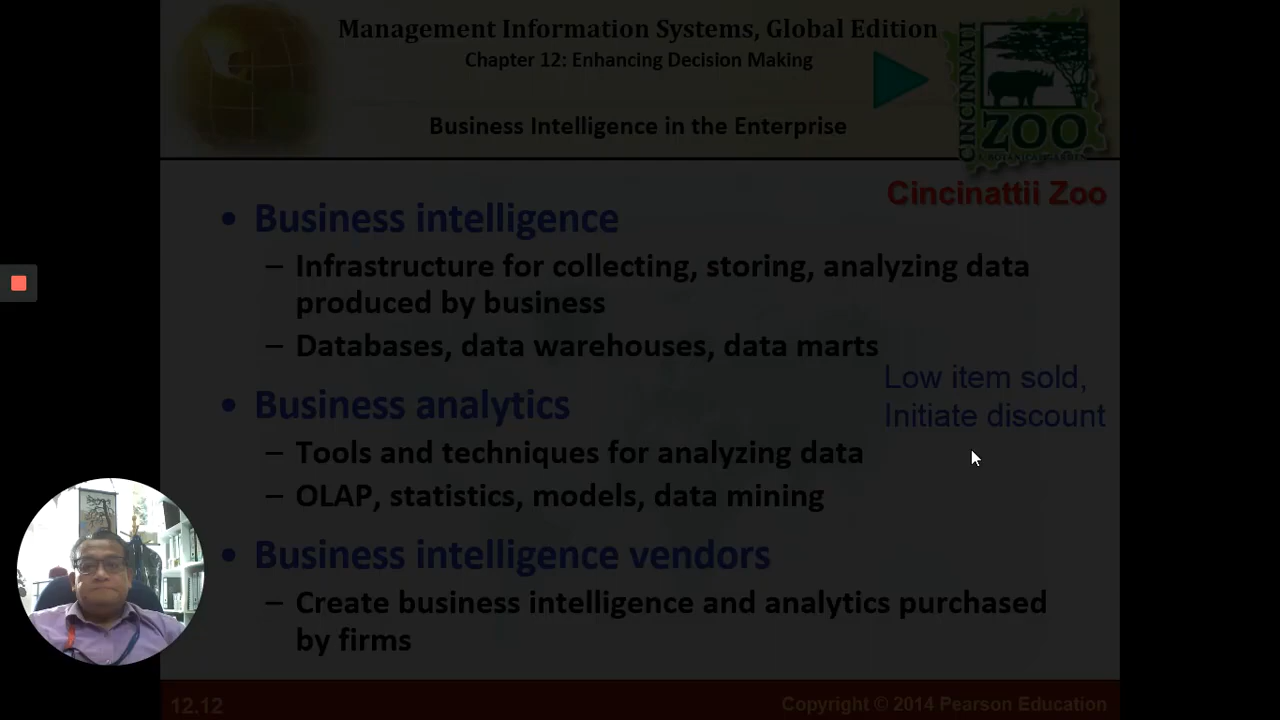 Management Information Systems, Global Edition
Chapter 12: Enhancing Decision Making
Business Intelligence in the Enterprise
CINCINNATI
ZOO
& BOTANICAL GARDEN
Cincinattii Zoo
• Business intelligence
– Infrastructure for collecting, storing, analyzing data
produced by business
– Databases, data warehouses, data marts
Low item sold,
Initiate discount
• Business analytics
– Tools and techniques for analyzing data
– OLAP, statistics, models, data mining
• Business intelligence vendors
– Create business intelligence and analytics purchased
by firms
12.12
Copyright © 2014 Pearson Education